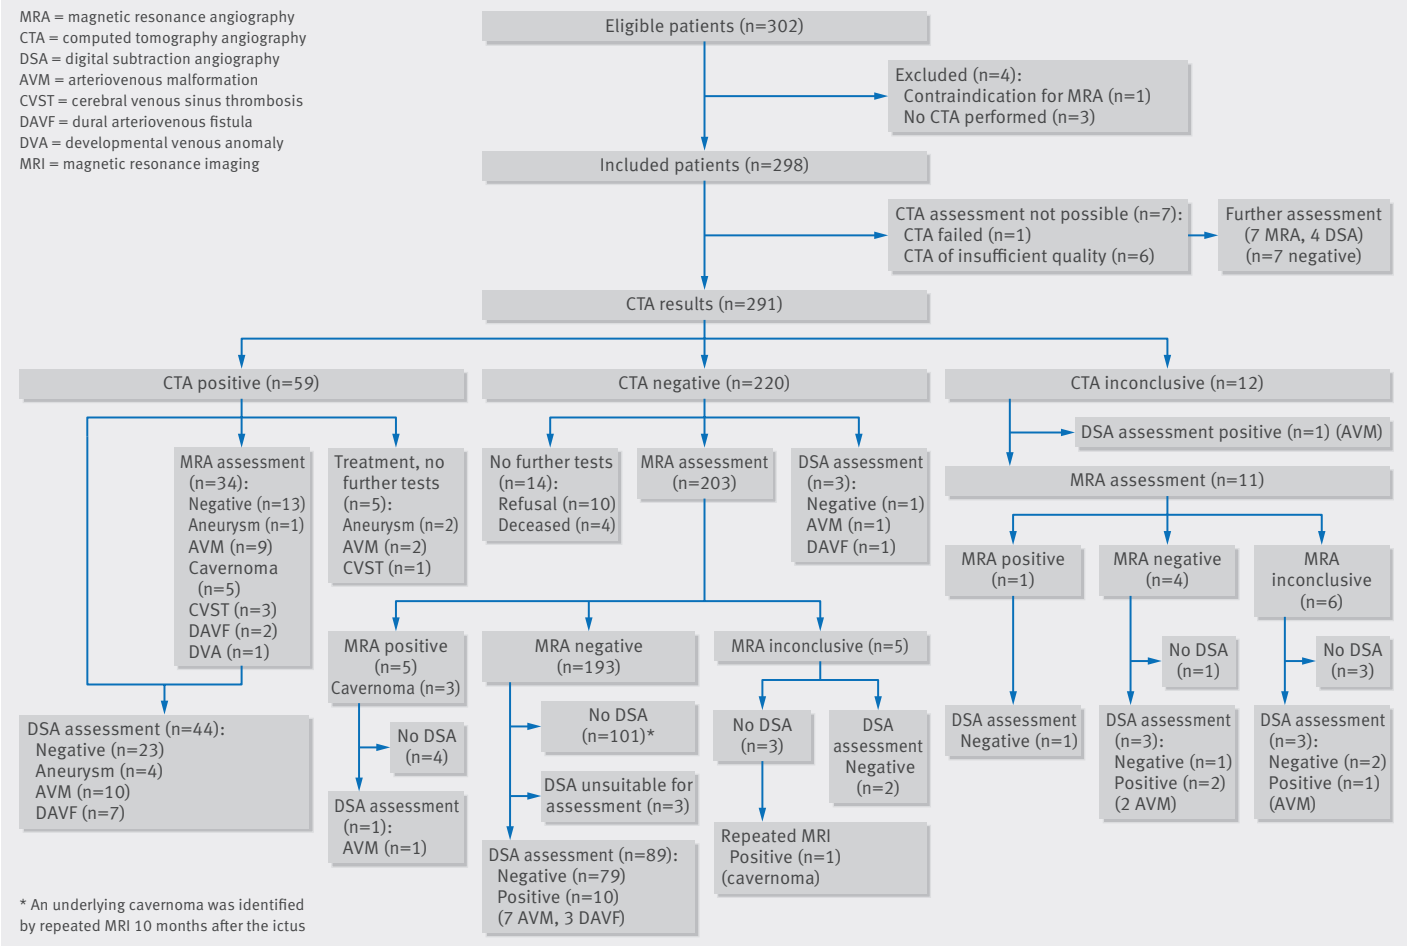 MRA = magnetic resonance angiography
CTA = computed tomography angiography
DSA = digital subtraction angiography
AVM = arteriovenous malformation
CVST = cerebral venous sinus thrombosis
DAVF = dural arteriovenous fistula
DVA = developmental venous anomaly
MRI = magnetic resonance imaging
Eligible patients (n=302)
Excluded (n=4):
Contraindication for MRA (n=1)
No CTA performed (n=3)
Included patients (n=298)
CTA assessment not possible (n=7):
CTA failed (n=1)
CTA of insufficient quality (n=6)
Further assessment
(7 MRA, 4 DSA)
(n=7 negative)
CTA results (n=291)
CTA positive (n=59)
MRA assessment
(n=34):
Negative (n=13)
Aneurysm (n=1)
AVM (n=9)
Cavernoma
(n=5)
CVST (n=3)
DAVF (n=2)
DVA (n=1)
Treatment, no
further tests
(n=5):
Aneurysm (n=2)
AVM (n=2)
CVST (n=1)
DSA assessment (n=44):
Negative (n=23)
Aneurysm (n=4)
AVM (n=10)
DAVF (n=7)
CTA negative (n=220)
No further tests
(n=14):
Refusal (n=10)
Deceased (n=4)
MRA assessment
(n=203)
DSA assessment
(n=3):
Negative (n=1)
AVM (n=1)
DAVF (n=1)
MRA positive
(n=5)
Cavernoma (n=3)
No DSA
(n=4)
DSA assessment
(n=1):
AVM (n=1)
MRA negative
(n=193)
No DSA
(n=101)*
DSA unsuitable for
assessment (n=3)
DSA assessment (n=89):
Negative (n=79)
Positive (n=10)
(7 AVM, 3 DAVF)
MRA inconclusive (n=5)
No DSA
(n=3)
DSA
assessment
Negative
(n=2)
Repeated MRI
Positive (n=1)
(cavernoma)
CTA inconclusive (n=12)
DSA assessment positive (n=1) (AVM)
MRA assessment (n=11)
MRA positive
(n=1)
MRA negative
(n=4)
MRA
inconclusive
(n=6)
No DSA
(n=1)
No DSA
(n=3)
DSA assessment
Negative (n=1)
DSA assessment
(n=3):
Negative (n=1)
Positive (n=2)
(2 AVM)
DSA assessment
(n=3):
Negative (n=2)
Positive (n=1)
(AVM)
* An underlying cavernoma was identified
by repeated MRI 10 months after the ictus